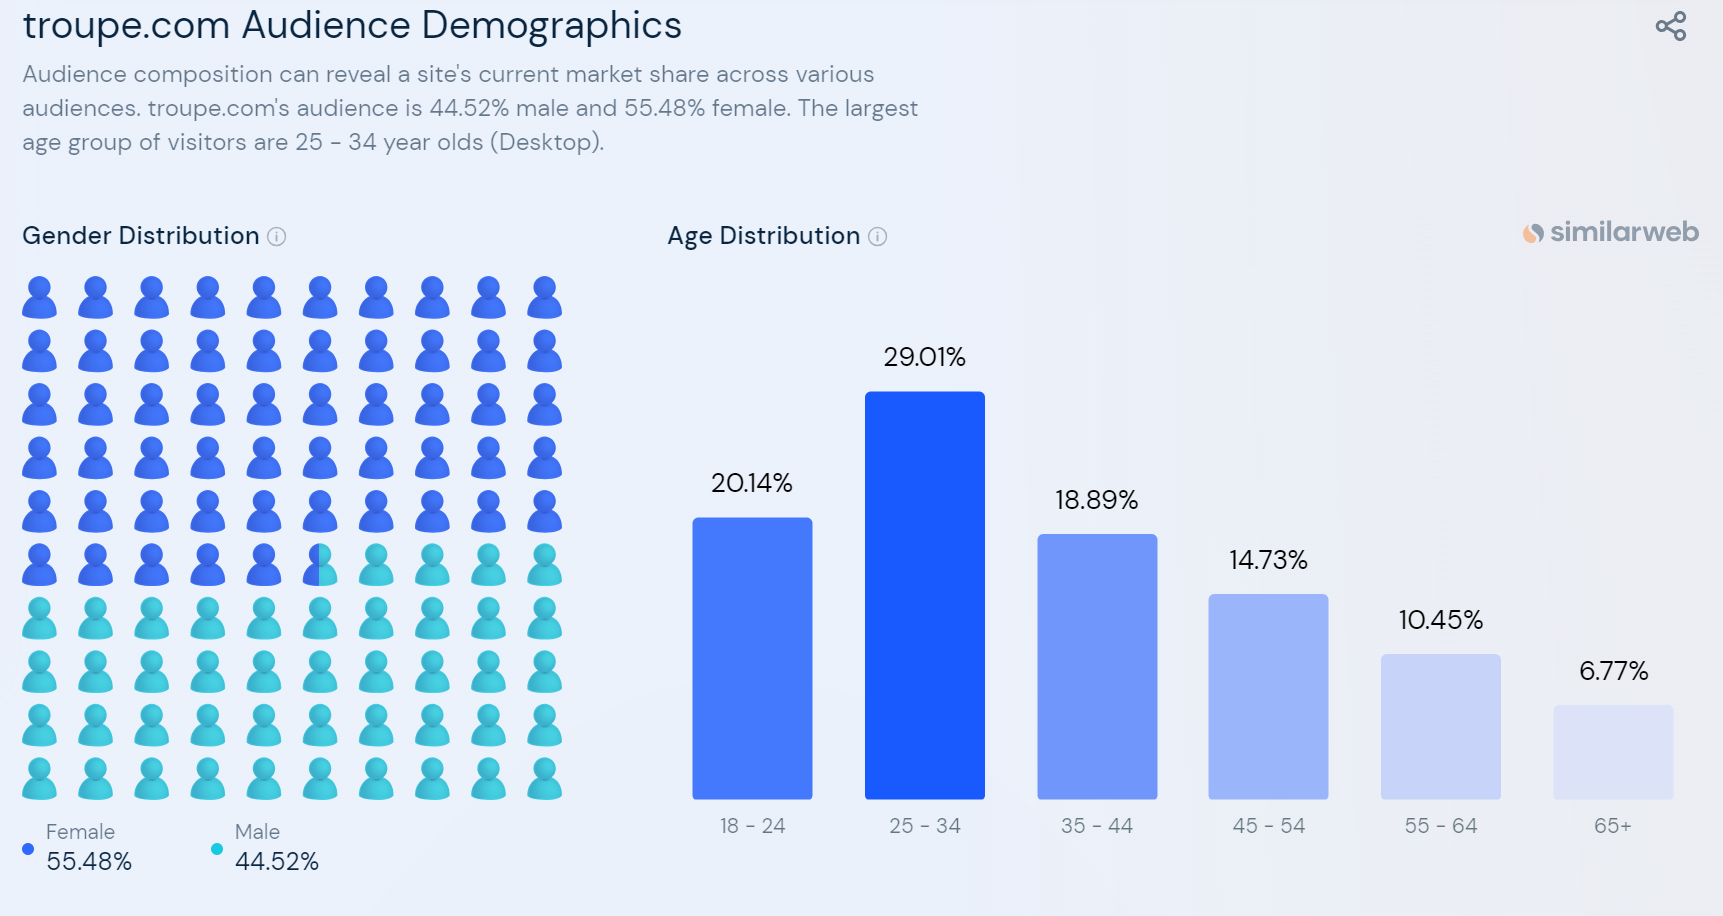 troupe.com Audience Demographics
Audience composition can reveal a site's current market share across various
audiences. troupe.com's audience is 44.52% male and 55.48% female. The largest
age group of visitors are 25 - 34 year olds (Desktop).
Gender Distribution
Female
55.48%
Male
44.52%
Age Distribution
similarweb
20.14%
29.01%
18.89%
14.73%
10.45%
6.77%
18 - 24
25 - 34
35 - 44
45 - 54
55 - 64
65+